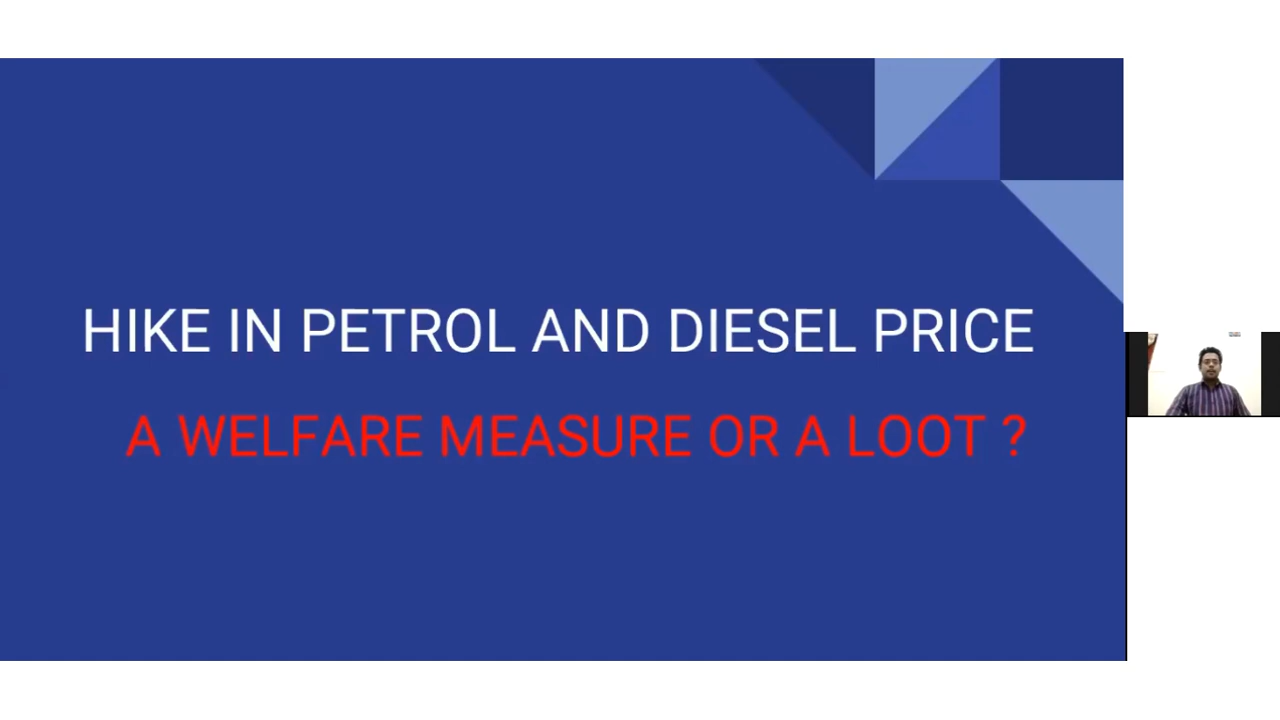 HIKE IN PETROL AND DIESEL PRICE
A WELFARE MEASURE OR A LOOT ?